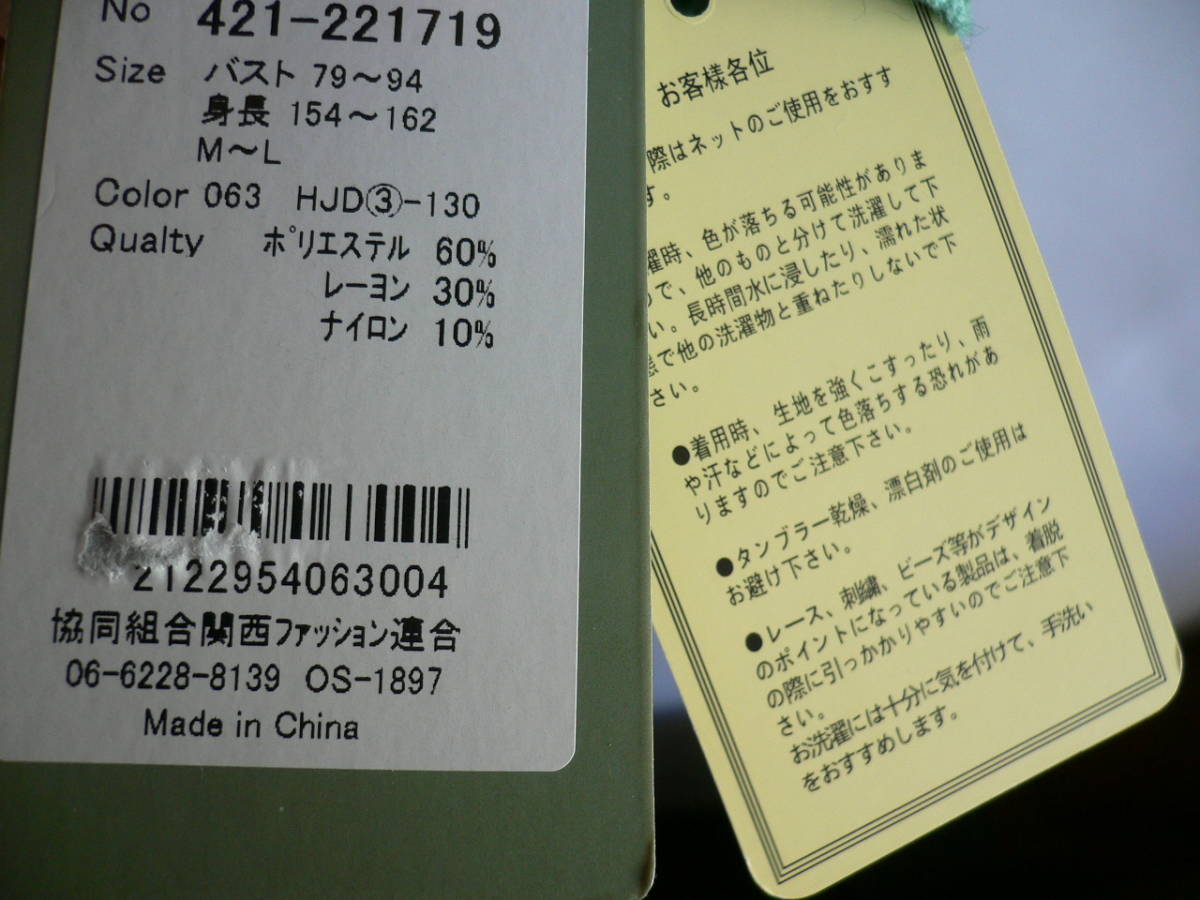 No 421-221719
Size バスト 79～94
身長 154～162
M～L
Color 063 HJD③-130
Qualty ポリエステル 60%
レーヨン 30%
ナイロン 10%
2122954063004
協同組合関西ファッション連合
06-6228-8139 OS-1897
Made in China
お客様各位
際はネットのご使用をおすす
す。
濯時、色が落ちる可能性がありま
で、他のものと分けて洗濯して下
い。長時間水に浸したり、濡れた状
態で他の洗濯物と重ねたりしないで下
さい。
●着用時、生地を強くこすったり、雨
や汗などによって色落ちする恐れがあ
りますのでご注意下さい。
●タンブラー乾燥、漂白剤のご使用は
お避け下さい。
●レース、刺繍、ビーズ等がデザイン
のポイントになっている製品は、着脱
の際に引っかかりやすいのでご注意下
さい。
お洗濯には十分に気を付けて、手洗い
をおすすめします。